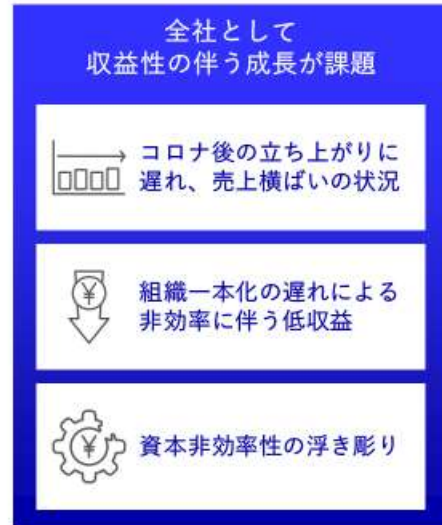 全社として
収益性の伴う成長が課題
コロナ後の立ち上がりに
遅れ、売上横ばいの状況
¥
組織一本化の遅れによる
非効率に伴う低収益
¥
資本非効率性の浮き彫り